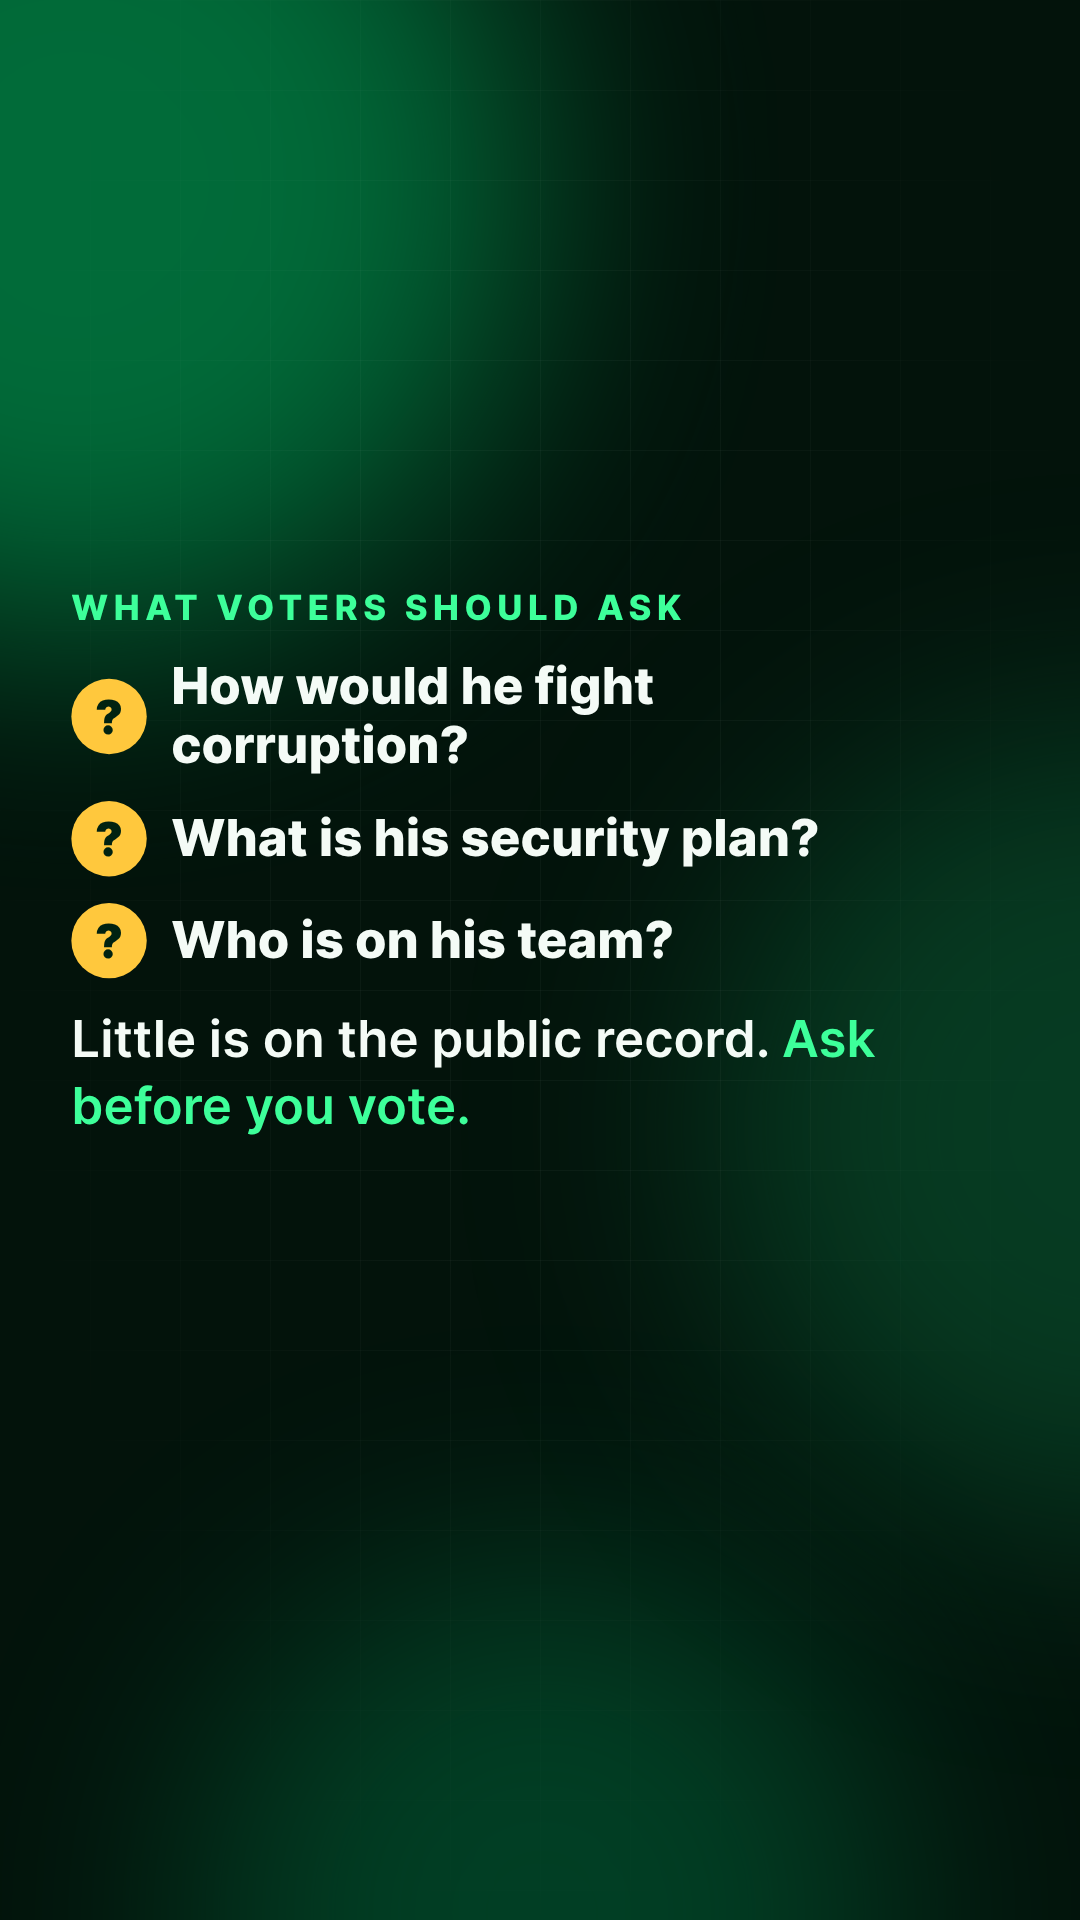 WHAT VOTERS SHOULD ASK
? How would he fight
corruption?
? What is his security plan?
? Who is on his team?
Little is on the public record. Ask
before you vote.